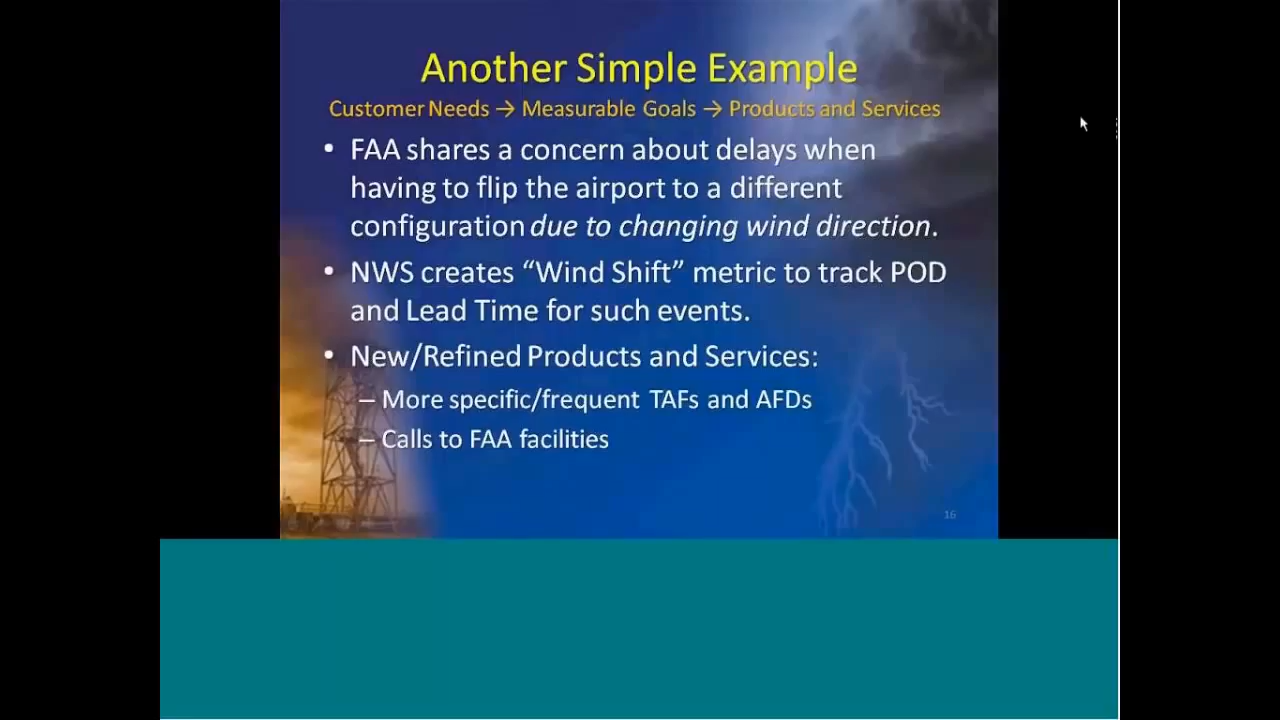 Another Simple Example
Customer Needs → Measurable Goals → Products and Services
• FAA shares a concern about delays when
having to flip the airport to a different
configuration due to changing wind direction.
• NWS creates “Wind Shift” metric to track POD
and Lead Time for such events.
• New/Refined Products and Services:
– More specific/frequent TAFs and AFDs
– Calls to FAA facilities
16